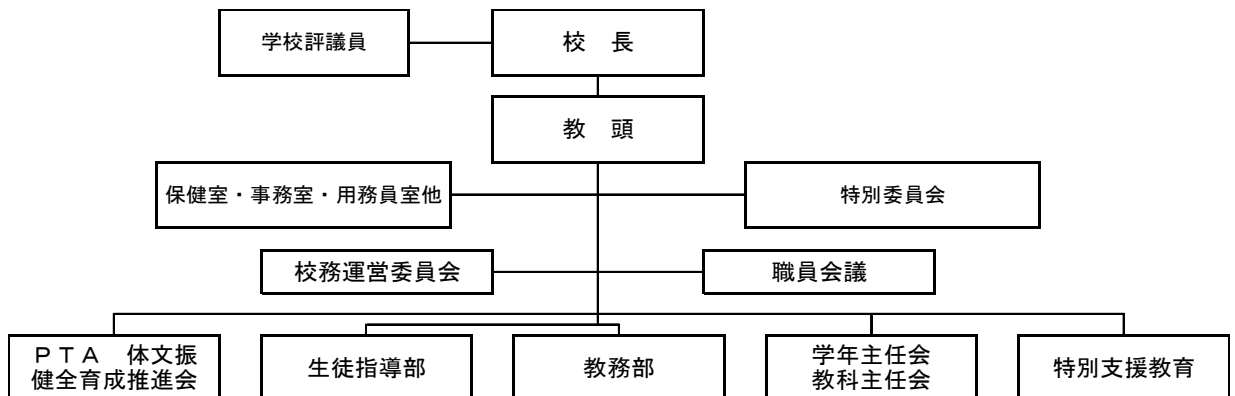 学校評議員
校　長
教　頭
保健室・事務室・用務員室他
特別委員会
校務運営委員会
職員会議
ＰＴＡ　体文振
健全育成推進会
生徒指導部
教務部
学年主任会
教科主任会
特別支援教育